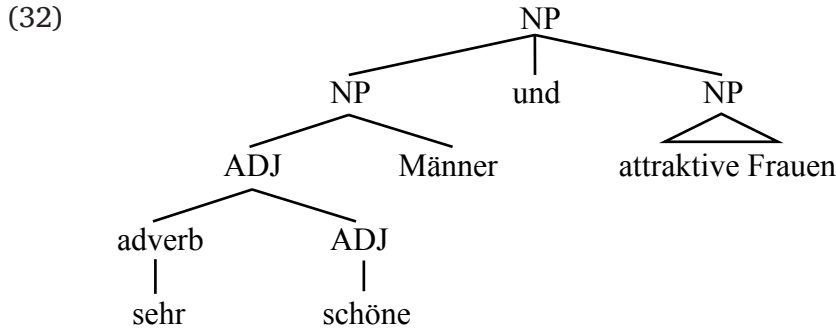 (32) NP
NP und NP
ADJ Männer attraktive Frauen
adverb ADJ
sehr schöne